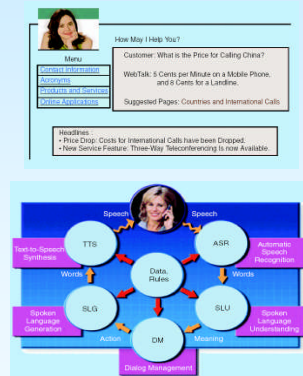 How May I Help You?
Menu
Contact Information
Acronyms
Products and Services
Online Applications
Customer: What is the Price for Calling China?
WebTalk: 5 Cents per Minute on a Mobile Phone,
and 8 Cents for a Landline.
Suggested Pages: Countries and International Calls
Headlines :
• Price Drop: Costs for International Calls have been Dropped.
• New Service Feature: Three-Way Teleconferencing Is now Available.
Speech
Speech
Text-to-Speech
Synthesis
TTS
ASR
Automatic
Speech
Recognition
Words
Data,
Rules
Words
Spoken
Language
Generation
SLG
SLU
Spoken
Language
Understanding
Action
DM
Meaning
Dialog Management